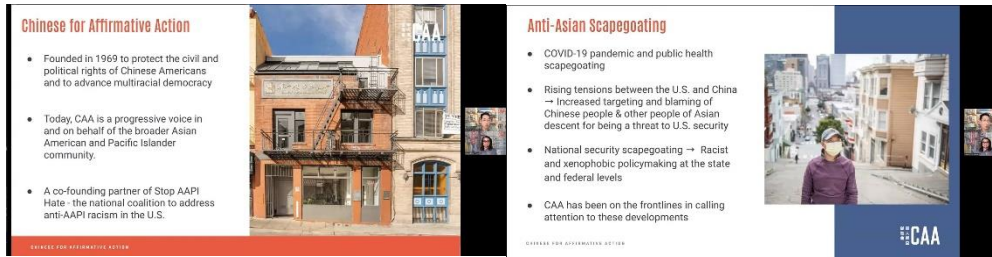 Chinese for Affirmative Action
● Founded in 1969 to protect the civil and
political rights of Chinese Americans
and to advance multiracial democracy
● Today, CAA is a progressive voice in
and on behalf of the broader Asian
American and Pacific Islander
community.
● A co-founding partner of Stop AAPI
Hate - the national coalition to address
anti-AAPI racism in the U.S.
CAA
CHINESE FOR AFFIRMATIVE ACTION
Anti-Asian Scapegoating
● COVID-19 pandemic and public health
scapegoating
● Rising tensions between the U.S. and China
→ Increased targeting and blaming of
Chinese people & other people of Asian
descent for being a threat to U.S. security
● National security scapegoating → Racist
and xenophobic policymaking at the state
and federal levels
● CAA has been on the frontlines in calling
attention to these developments
CHINESE FOR AFFIRMATIVE ACTION
CAA